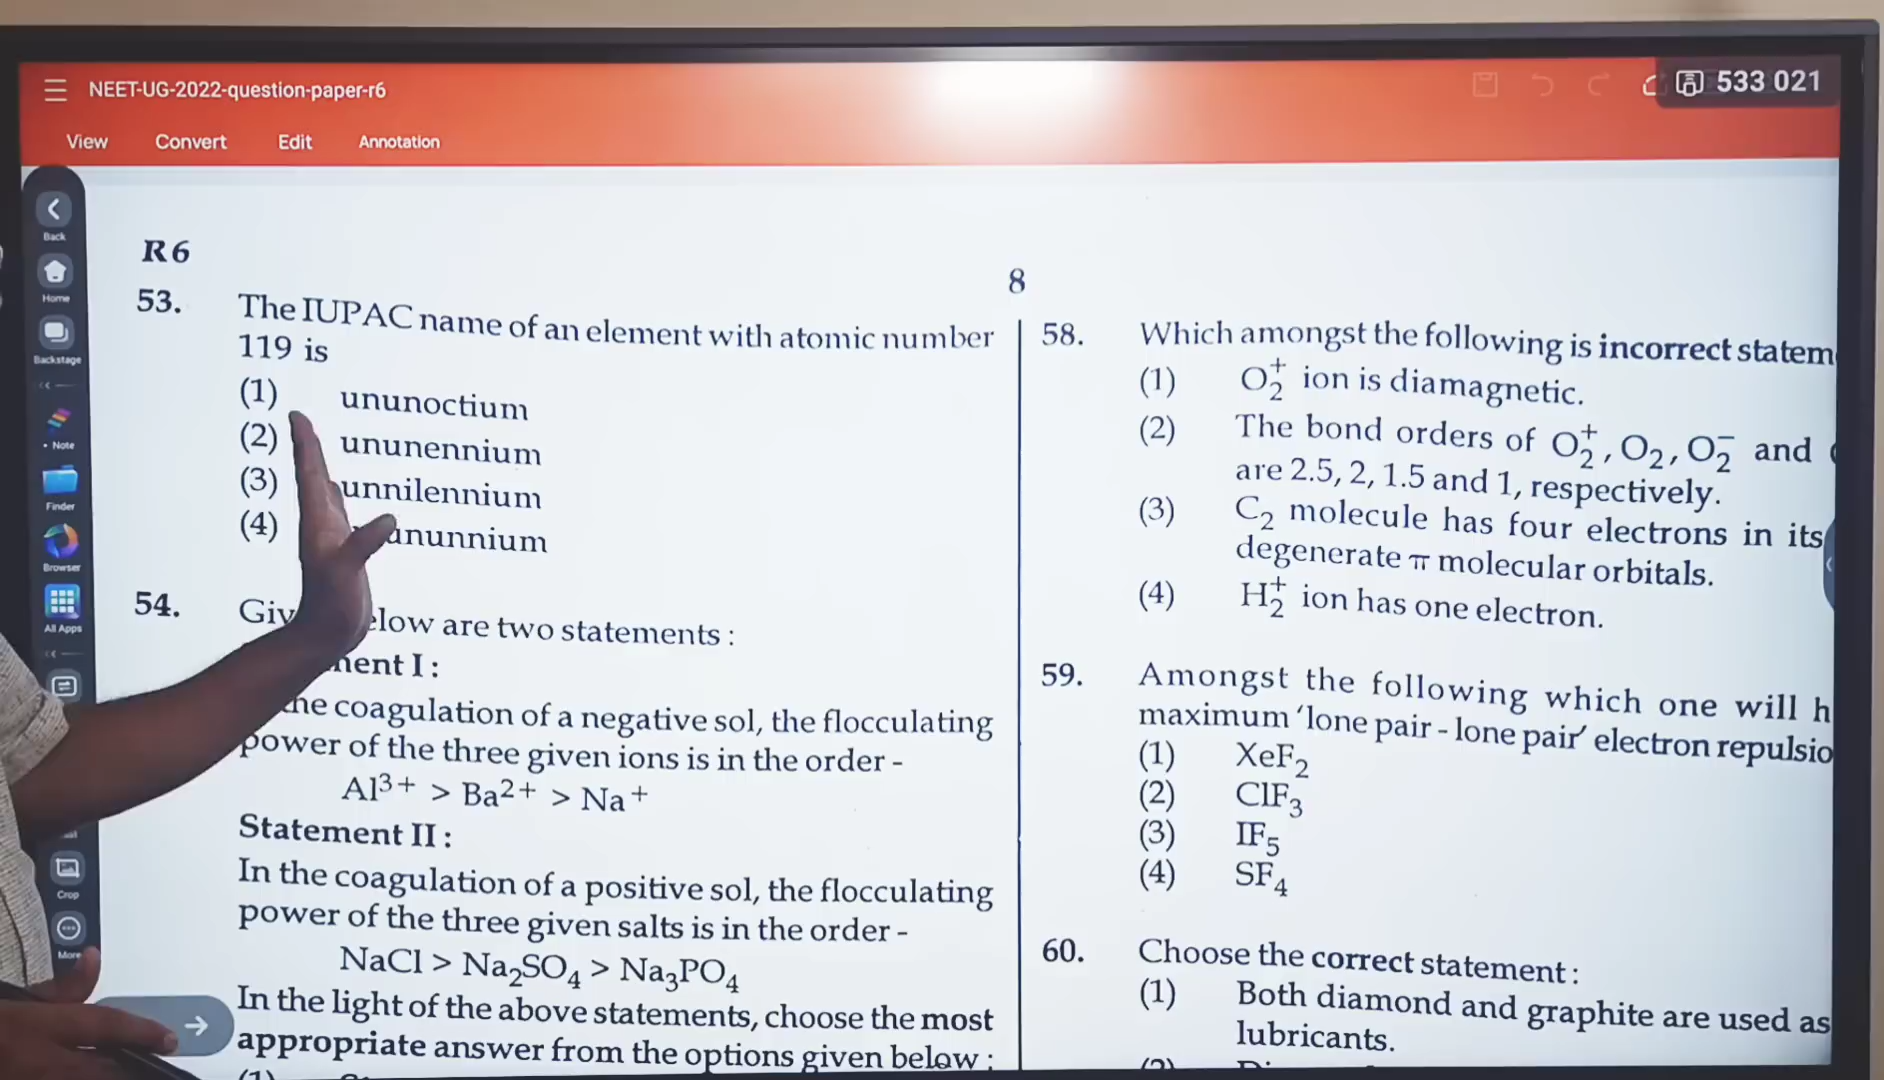 NEET-UG-2022-question-paper-r6
533 021
View Convert Edit Annotation
Back
Home
Backstage
Note
Finder
Browser
All Apps
Crop
More
R6
8
53. The IUPAC name of an element with atomic number
119 is
(1) ununoctium
(2) ununennium
(3) unnilennium
(4) ununnium
54. Giv elow are two statements :
ment I :
the coagulation of a negative sol, the flocculating
power of the three given ions is in the order -
Al³⁺ > Ba²⁺ > Na⁺
Statement II :
In the coagulation of a positive sol, the flocculating
power of the three given salts is in the order -
NaCl > Na₂SO₄ > Na₃PO₄
In the light of the above statements, choose the most
appropriate answer from the options given below :
(1)
58. Which amongst the following is incorrect statem
(1) O₂⁺ ion is diamagnetic.
(2) The bond orders of O₂⁺, O₂, O₂⁻ and
are 2.5, 2, 1.5 and 1, respectively.
(3) C₂ molecule has four electrons in its
degenerate π molecular orbitals.
(4) H₂⁺ ion has one electron.
59. Amongst the following which one will h
maximum ‘lone pair - lone pair’ electron repulsio
(1) XeF₂
(2) ClF₃
(3) IF₅
(4) SF₄
60. Choose the correct statement :
(1) Both diamond and graphite are used as
lubricants.
(2)